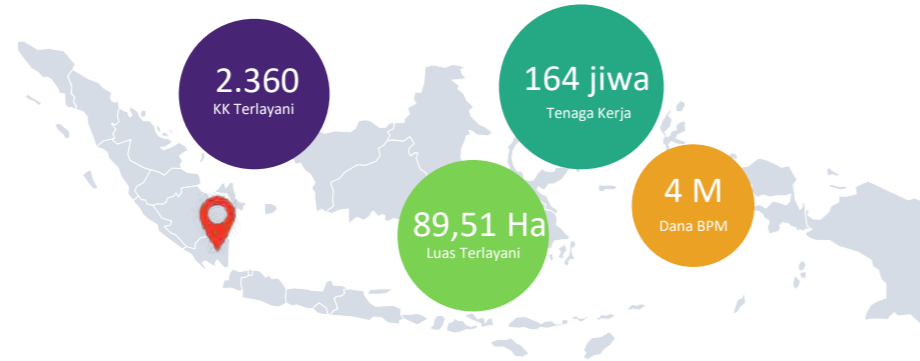 2.360
KK Terlayani
164 jiwa
Tenaga Kerja
89,51 Ha
Luas Terlayani
4 M
Dana BPM